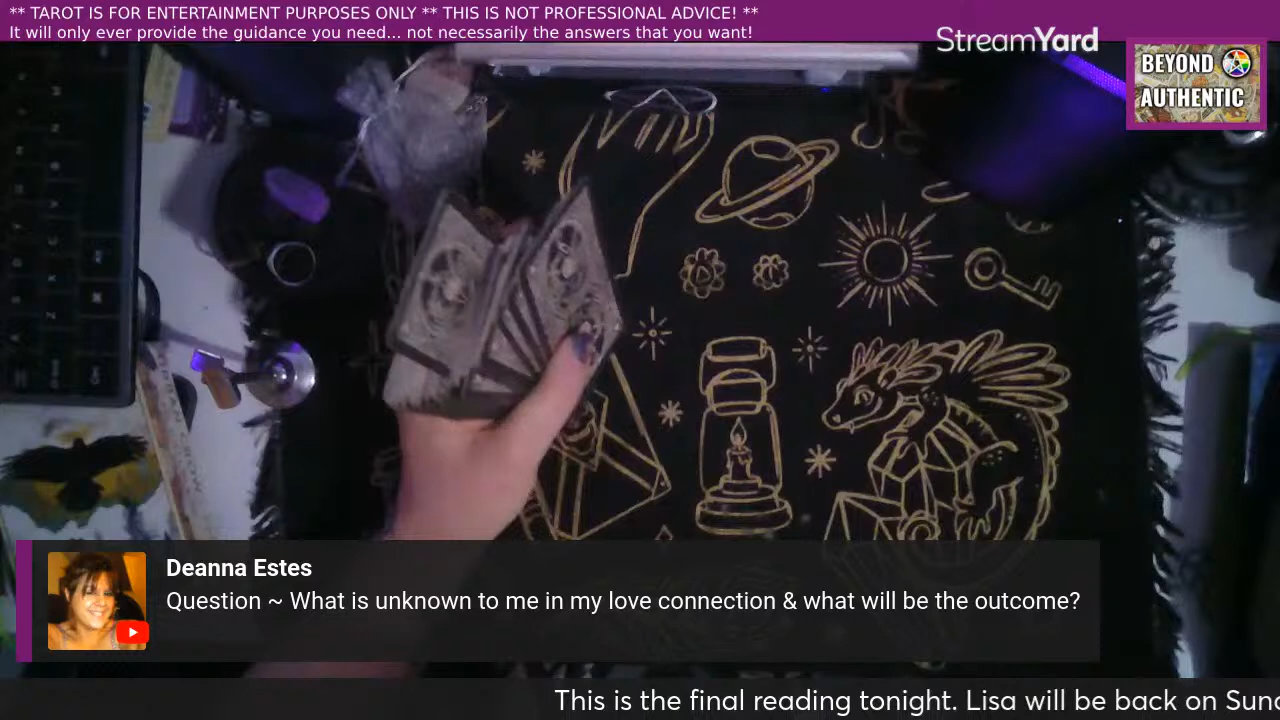 ** TAROT IS FOR ENTERTAINMENT PURPOSES ONLY ** THIS IS NOT PROFESSIONAL ADVICE! **
It will only ever provide the guidance you need... not necessarily the answers that you want!
StreamYard
BEYOND
AUTHENTIC
Deanna Estes
Question ~ What is unknown to me in my love connection & what will be the outcome?
This is the final reading tonight. Lisa will be back on Sund